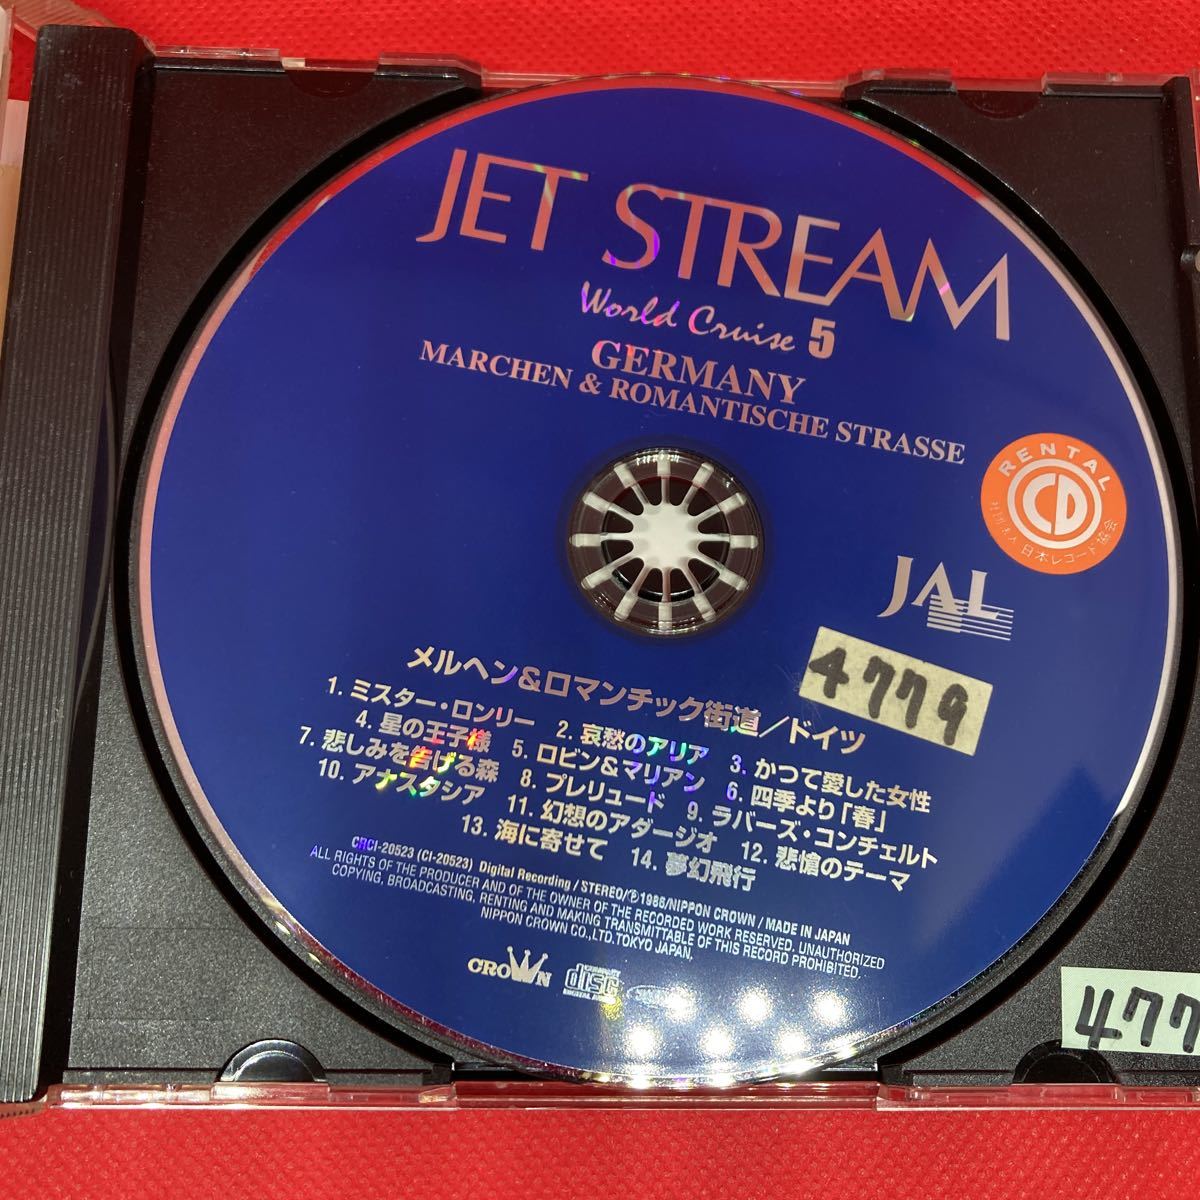 JET STREAM
World Cruise 5
GERMANY
MARCHEN & ROMANTISCHE STRASSE
RENTAL
CD
社団法人 日本レコード協会
JAL
4779
メルヘン&ロマンチック街道/ドイツ
1. ミスター・ロンリー 2. 哀愁のアリア 3. かつて愛した女性
4. 星の王子様 5. ロビン&マリアン 6. 四季より「春」
7. 悲しみを告げる森 8. プレリュード 9. ラバーズ・コンチェルト
10. アナスタシア 11. 幻想のアダージオ 12. 悲愴のテーマ
13. 海に寄せて 14. 夢幻飛行
CRCI-20523 (CI-20523) Digital Recording / STEREO/Ⓟ1988/NIPPON CROWN / MADE IN JAPAN
ALL RIGHTS OF THE PRODUCER AND OF THE OWNER OF THE RECORDED WORK RESERVED. UNAUTHORIZED
COPYING, BROADCASTING, RENTING AND MAKING TRANSMITTABLE OF THIS RECORD PROHIBITED.
NIPPON CROWN CO.,LTD.TOKYO JAPAN.
CROWN
COMPACT
disc
DIGITAL AUDIO
477